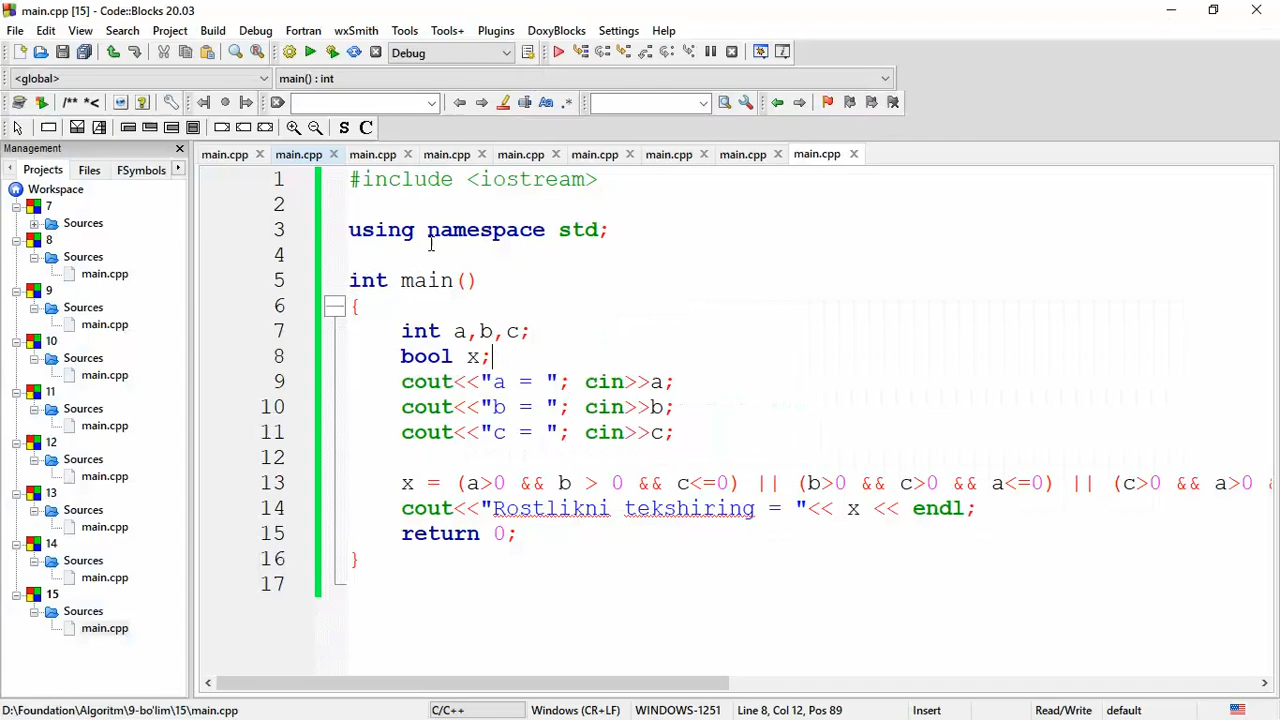 main.cpp [15] - Code::Blocks 20.03
File Edit View Search Project Build Debug Fortran wxSmith Tools Tools+ Plugins DoxyBlocks Settings Help
Debug
<global> main() : int
/** *<
S C
Management
Projects Files FSymbols
Workspace
7
Sources
8
Sources
main.cpp
9
Sources
main.cpp
10
Sources
main.cpp
11
Sources
main.cpp
12
Sources
main.cpp
13
Sources
main.cpp
14
Sources
main.cpp
15
Sources
main.cpp
main.cpp main.cpp main.cpp main.cpp main.cpp main.cpp main.cpp main.cpp main.cpp
1 #include <iostream>
2
3 using namespace std;
4
5 int main()
6 {
7 int a,b,c;
8 bool x;
9 cout<<"a = "; cin>>a;
10 cout<<"b = "; cin>>b;
11 cout<<"c = "; cin>>c;
12
13 x = (a>0 && b > 0 && c<=0) || (b>0 && c>0 && a<=0) || (c>0 && a>0 &
14 cout<<"Rostlikni tekshiring = "<< x << endl;
15 return 0;
16 }
17
D:\Foundation\Algoritm\9-bo'lim\15\main.cpp C/C++ Windows (CR+LF) WINDOWS-1251 Line 8, Col 12, Pos 89 Insert Read/Write default